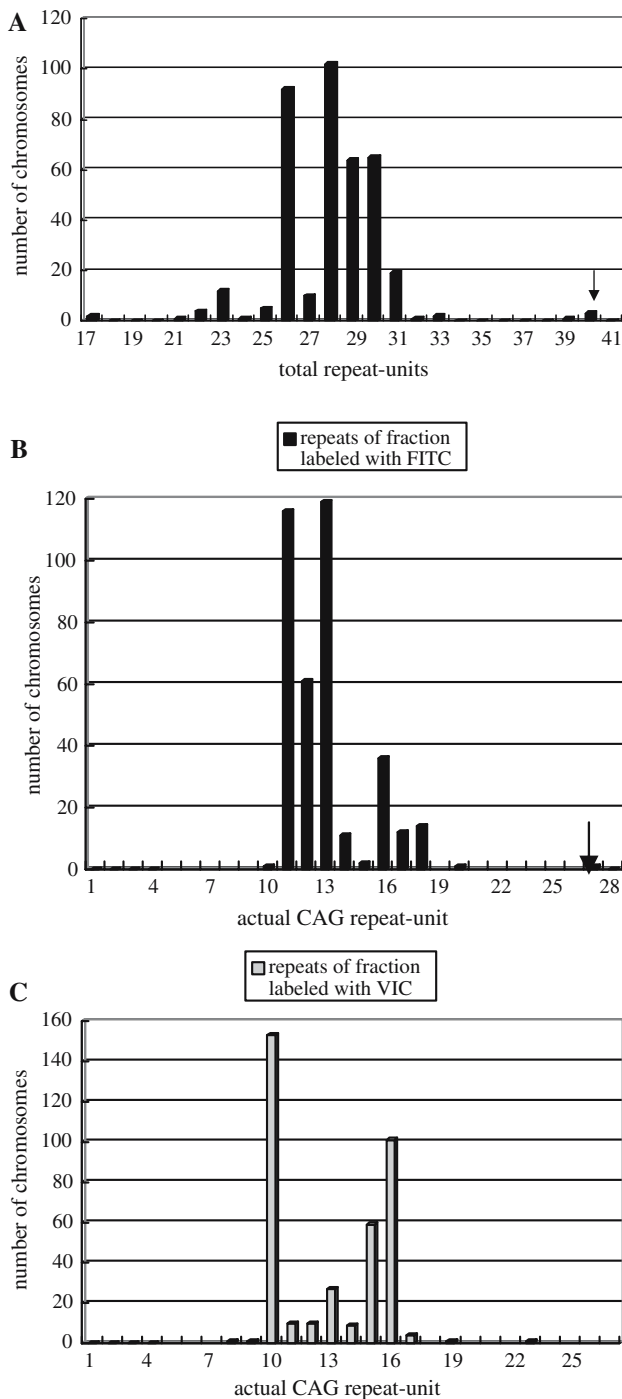 A
number of chromosomes
120
100
80
60
40
20
0
17 19 21 23 25 27 29 31 33 35 37 39 41
total repeat-units
B
repeats of fraction
labeled with FITC
number of chromosomes
120
100
80
60
40
20
0
1 4 7 10 13 16 19 22 25 28
actual CAG repeat-unit
C
repeats of fraction
labeled with VIC
number of chromosomes
160
140
120
100
80
60
40
20
0
1 4 7 10 13 16 19 22 25
actual CAG repeat-unit